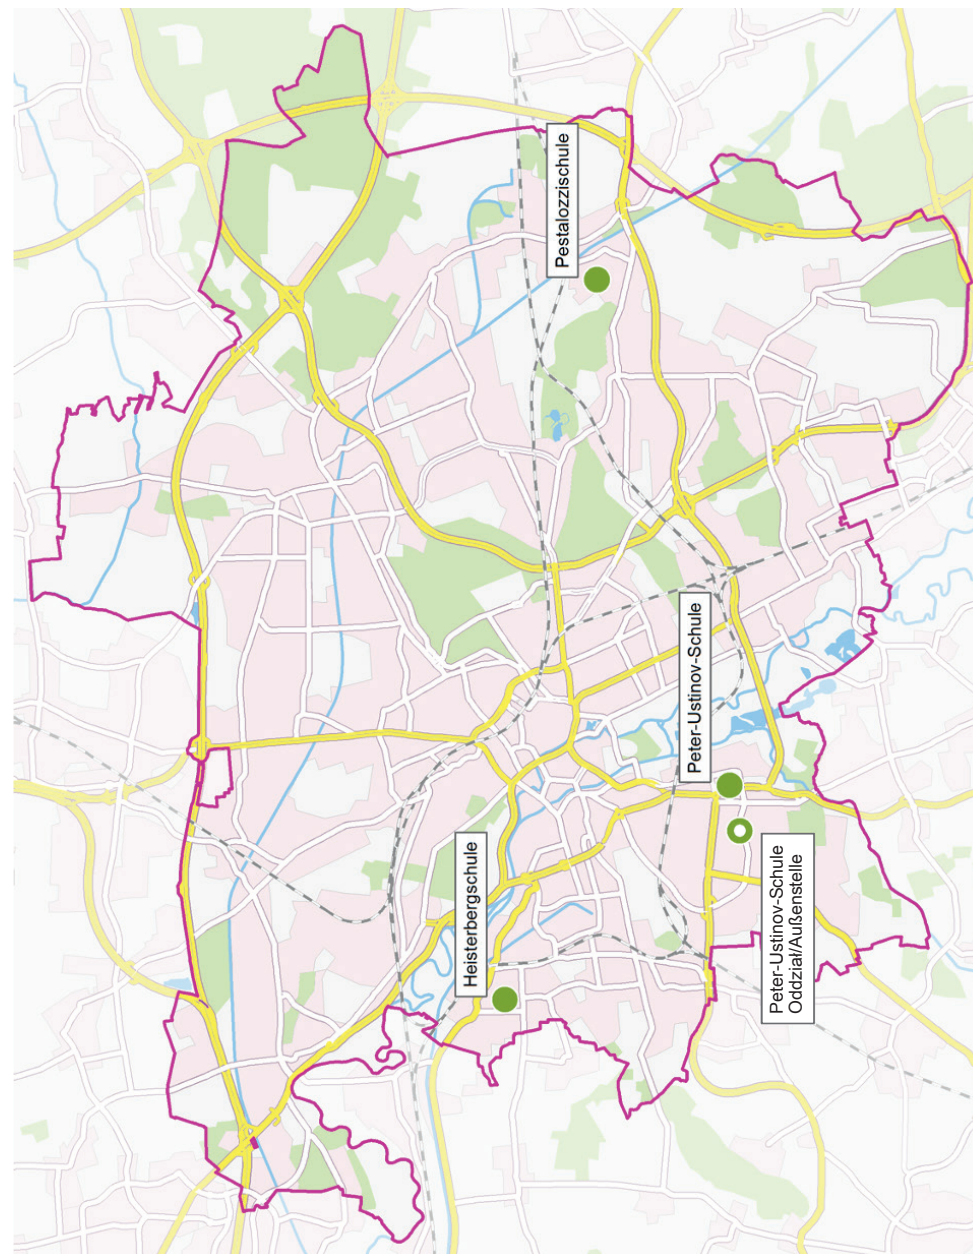 Heisterbergschule
Peter-Ustinov-Schule
Oddział/Außenstelle
Peter-Ustinov-Schule
Pestalozzischule